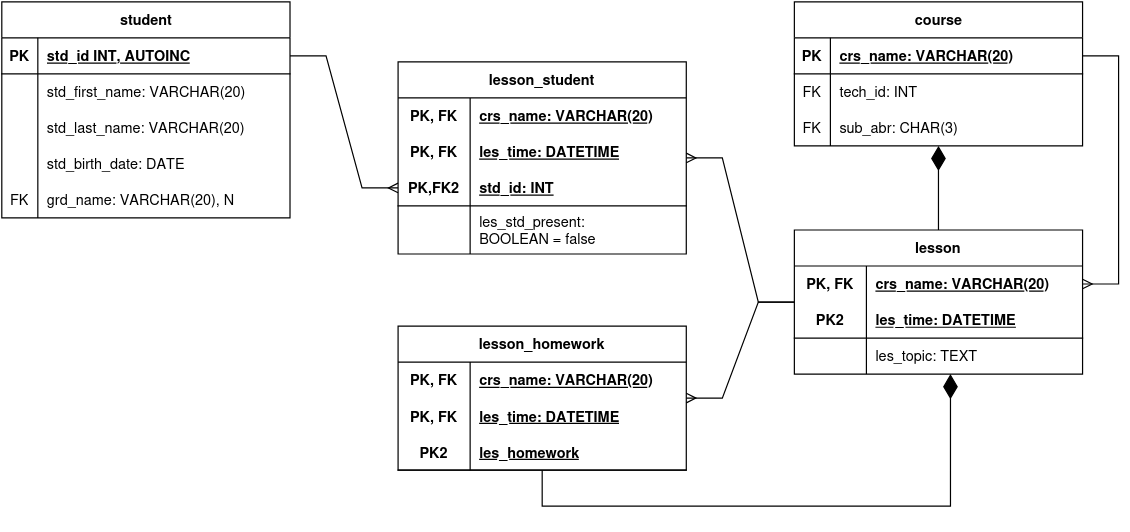 student
PK std_id INT, AUTOINC
std_first_name: VARCHAR(20)
std_last_name: VARCHAR(20)
std_birth_date: DATE
FK grd_name: VARCHAR(20), N
lesson_student
PK, FK crs_name: VARCHAR(20)
PK, FK les_time: DATETIME
PK,FK2 std_id: INT
les_std_present:
BOOLEAN = false
lesson_homework
PK, FK crs_name: VARCHAR(20)
PK, FK les_time: DATETIME
PK2 les_homework
course
PK crs_name: VARCHAR(20)
FK tech_id: INT
FK sub_abr: CHAR(3)
lesson
PK, FK crs_name: VARCHAR(20)
PK2 les_time: DATETIME
les_topic: TEXT